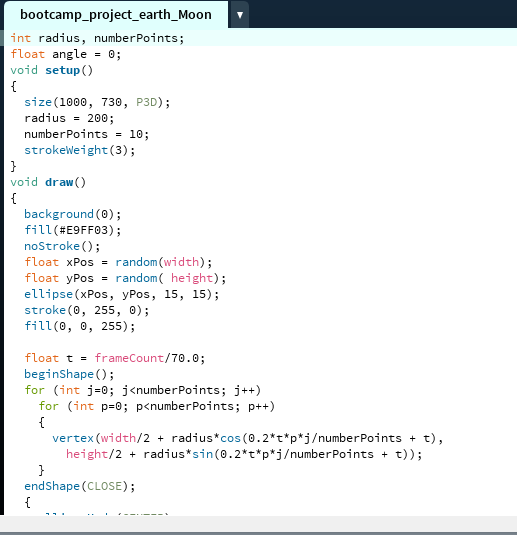 bootcamp_project_earth_Moon ▼
int radius, numberPoints;
float angle = 0;
void setup()
{
  size(1000, 730, P3D);
  radius = 200;
  numberPoints = 10;
  strokeWeight(3);
}
void draw()
{
  background(0);
  fill(#E9FF03);
  noStroke();
  float xPos = random(width);
  float yPos = random( height);
  ellipse(xPos, yPos, 15, 15);
  stroke(0, 255, 0);
  fill(0, 0, 255);

  float t = frameCount/70.0;
  beginShape();
  for (int j=0; j<numberPoints; j++)
    for (int p=0; p<numberPoints; p++)
    {
      vertex(width/2 + radius*cos(0.2*t*p*j/numberPoints + t),
        height/2 + radius*sin(0.2*t*p*j/numberPoints + t));
    }
  endShape(CLOSE);
  {